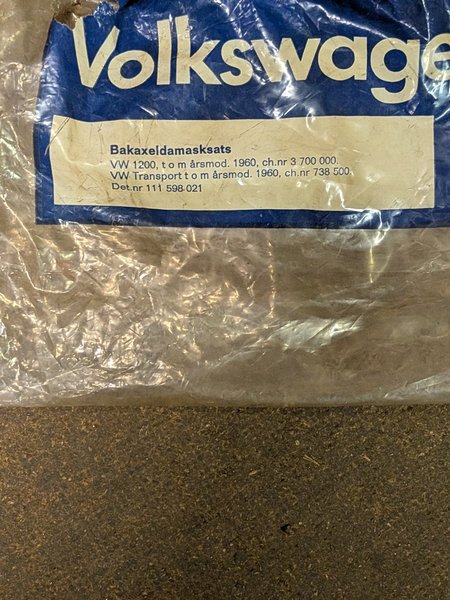 Volkswage
Bakaxeldamasksats
VW 1200, t o m årsmod. 1960, ch.nr 3 700 000.
VW Transport t o m årsmod. 1960, ch.nr 738 500.
Det.nr 111 598 021